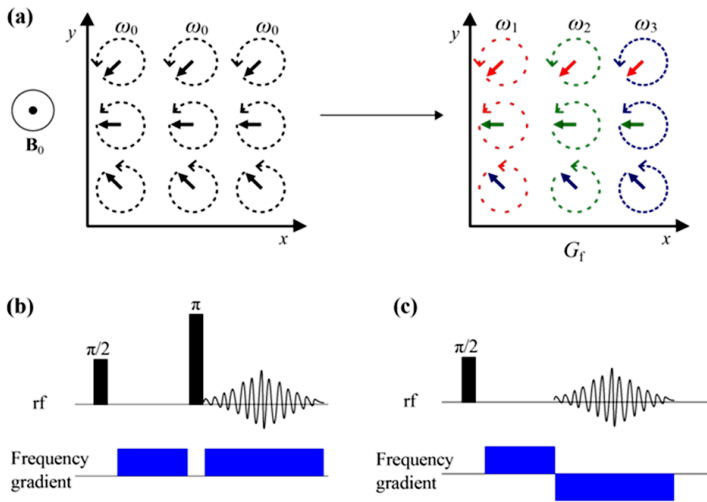 (a)
y
ω0 ω0 ω0
B0
x
y
ω1 ω2 ω3
x
Gf
(b)
π/2
π
rf
Frequency
gradient
(c)
π/2
rf
Frequency
gradient